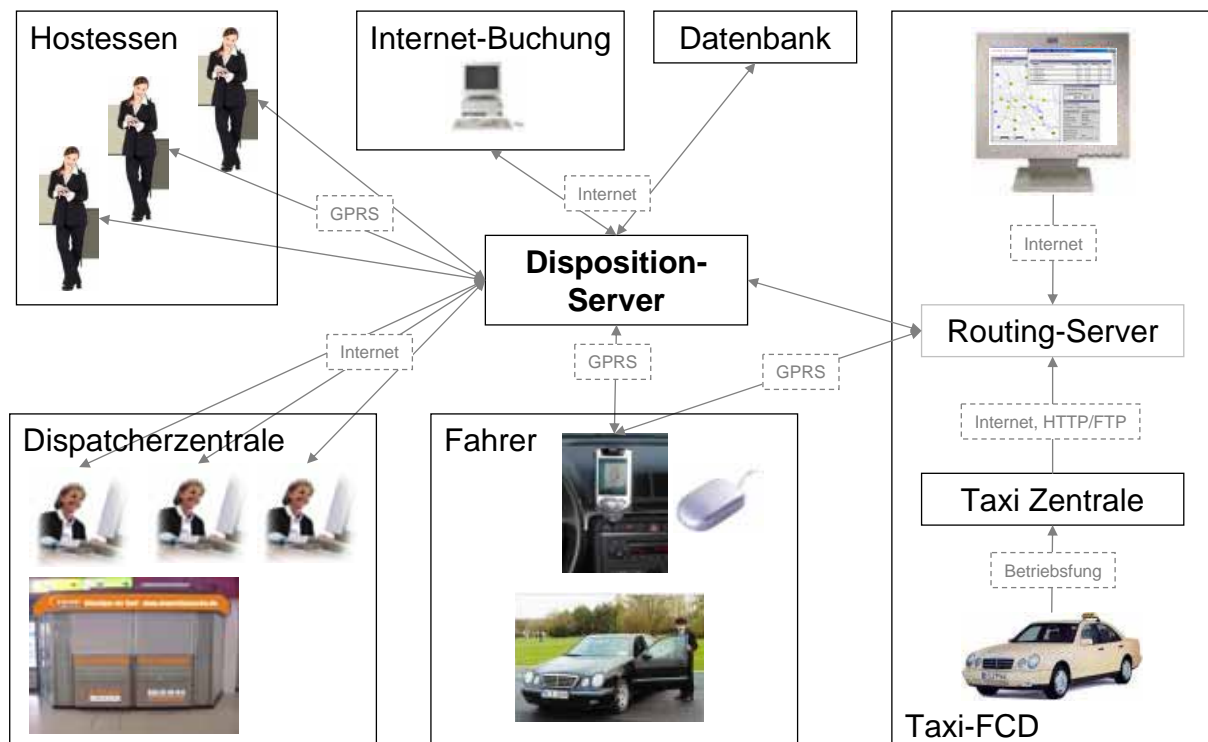 Hostessen
Internet-Buchung
Datenbank
GPRS
Internet
Internet
Disposition-
Server
Routing-Server
Internet
GPRS
GPRS
Internet, HTTP/FTP
Dispatcherzentrale
Fahrer
Taxi Zentrale
Betriebsfung
Taxi-FCD